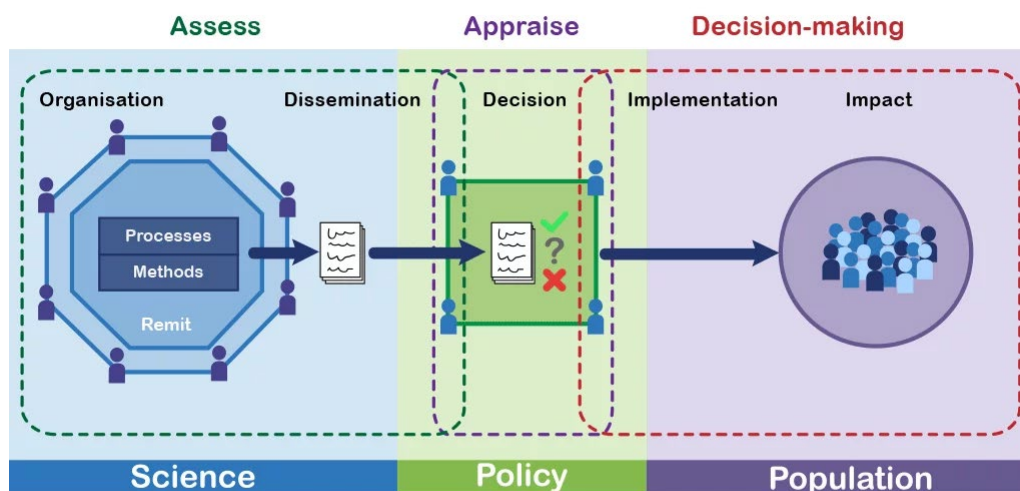 Assess
Appraise
Decision-making
Organisation
Dissemination
Decision
Implementation
Impact
Processes
Methods
Remit
?
Science
Policy
Population